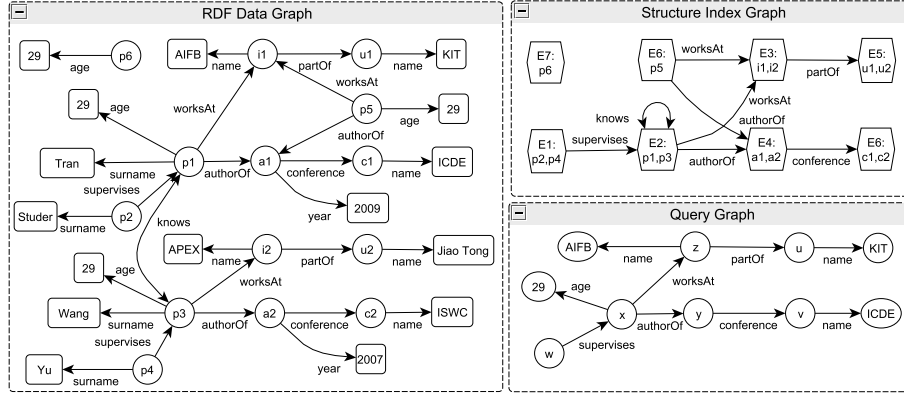 RDF Data Graph
29
age
p6
AIFB
name
i1
partOf
u1
name
KIT
29
age
worksAt
worksAt
p5
age
29
authorOf
Tran
surname
p1
authorOf
a1
conference
c1
name
ICDE
supervises
Studer
surname
p2
year
2009
knows
APEX
name
i2
partOf
u2
name
Jiao Tong
29
age
worksAt
Wang
surname
p3
authorOf
a2
conference
c2
name
ISWC
supervises
Yu
surname
p4
year
2007
Structure Index Graph
E7:
p6
E6:
p5
worksAt
E3:
i1,i2
partOf
E5:
u1,u2
worksAt
knows
authorOf
E1:
p2,p4
supervises
E2:
p1,p3
authorOf
E4:
a1,a2
conference
E6:
c1,c2
Query Graph
AIFB
name
z
partOf
u
name
KIT
29
age
worksAt
x
authorOf
y
conference
v
name
ICDE
w
supervises